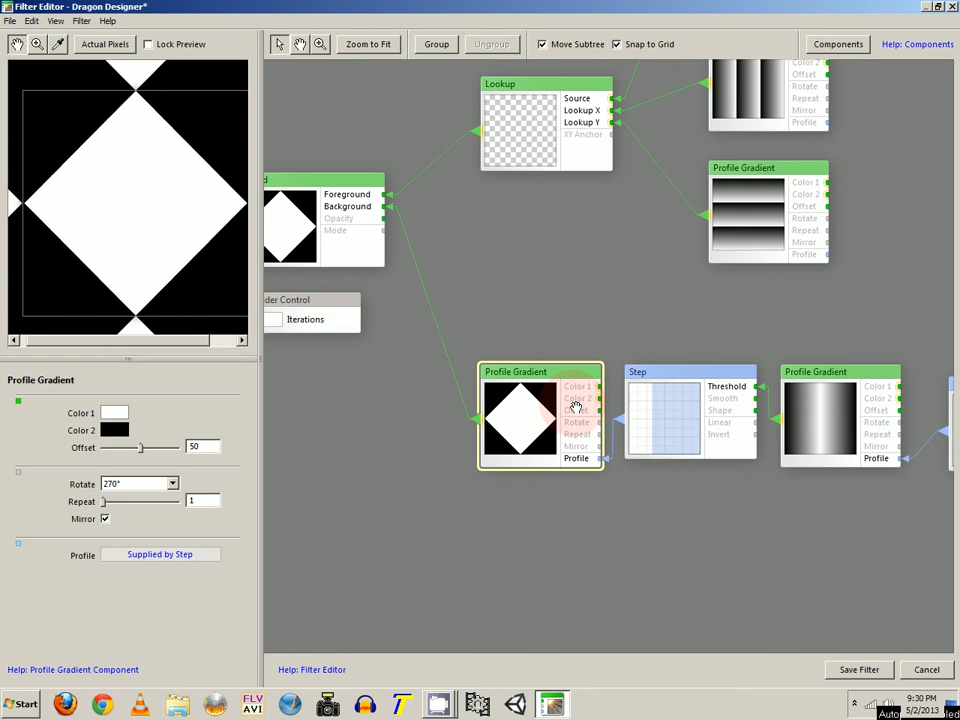 Filter Editor - Dragon Designer*
File Edit View Filter Help
Actual Pixels Lock Preview Zoom to Fit Group Ungroup Move Subtree Snap to Grid Components Help: Components
Lookup
Source
Lookup X
Lookup Y
XY Anchor
Color 2
Offset
Rotate
Repeat
Mirror
Profile
Profile Gradient
Color 1
Color 2
Offset
Rotate
Repeat
Mirror
Profile
Foreground
Background
Opacity
Mode
der Control
Iterations
Profile Gradient
Color 1
Color 2
Rotate
Repeat
Mirror
Profile
Step
Threshold
Smooth
Shape
Linear
Invert
Profile Gradient
Color 1
Color 2
Offset
Rotate
Repeat
Mirror
Profile
Profile Gradient
Color 1
Color 2
Offset 50
Rotate 270°
Repeat 1
Mirror
Profile Supplied by Step
Help: Profile Gradient Component
Help: Filter Editor
Save Filter Cancel
Start
FLV
AVI
9:30 PM
5/2/2013